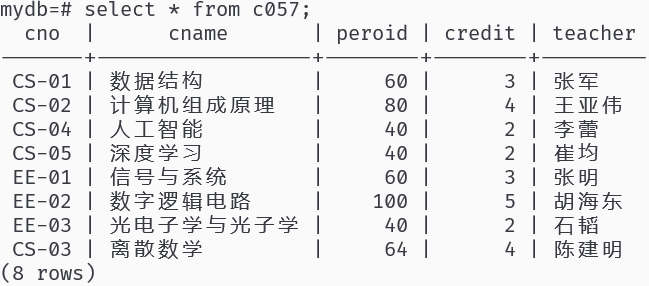 mydb=# select * from c057;
cno | cname | peroid | credit | teacher
-------+-----------------+--------+--------+---------
CS-01 | 数据结构 | 60 | 3 | 张军
CS-02 | 计算机组成原理 | 80 | 4 | 王亚伟
CS-04 | 人工智能 | 40 | 2 | 李蕾
CS-05 | 深度学习 | 40 | 2 | 崔均
EE-01 | 信号与系统 | 60 | 3 | 张明
EE-02 | 数字逻辑电路 | 100 | 5 | 胡海东
EE-03 | 光电子学与光子学 | 40 | 2 | 石韬
CS-03 | 离散数学 | 64 | 4 | 陈建明
(8 rows)